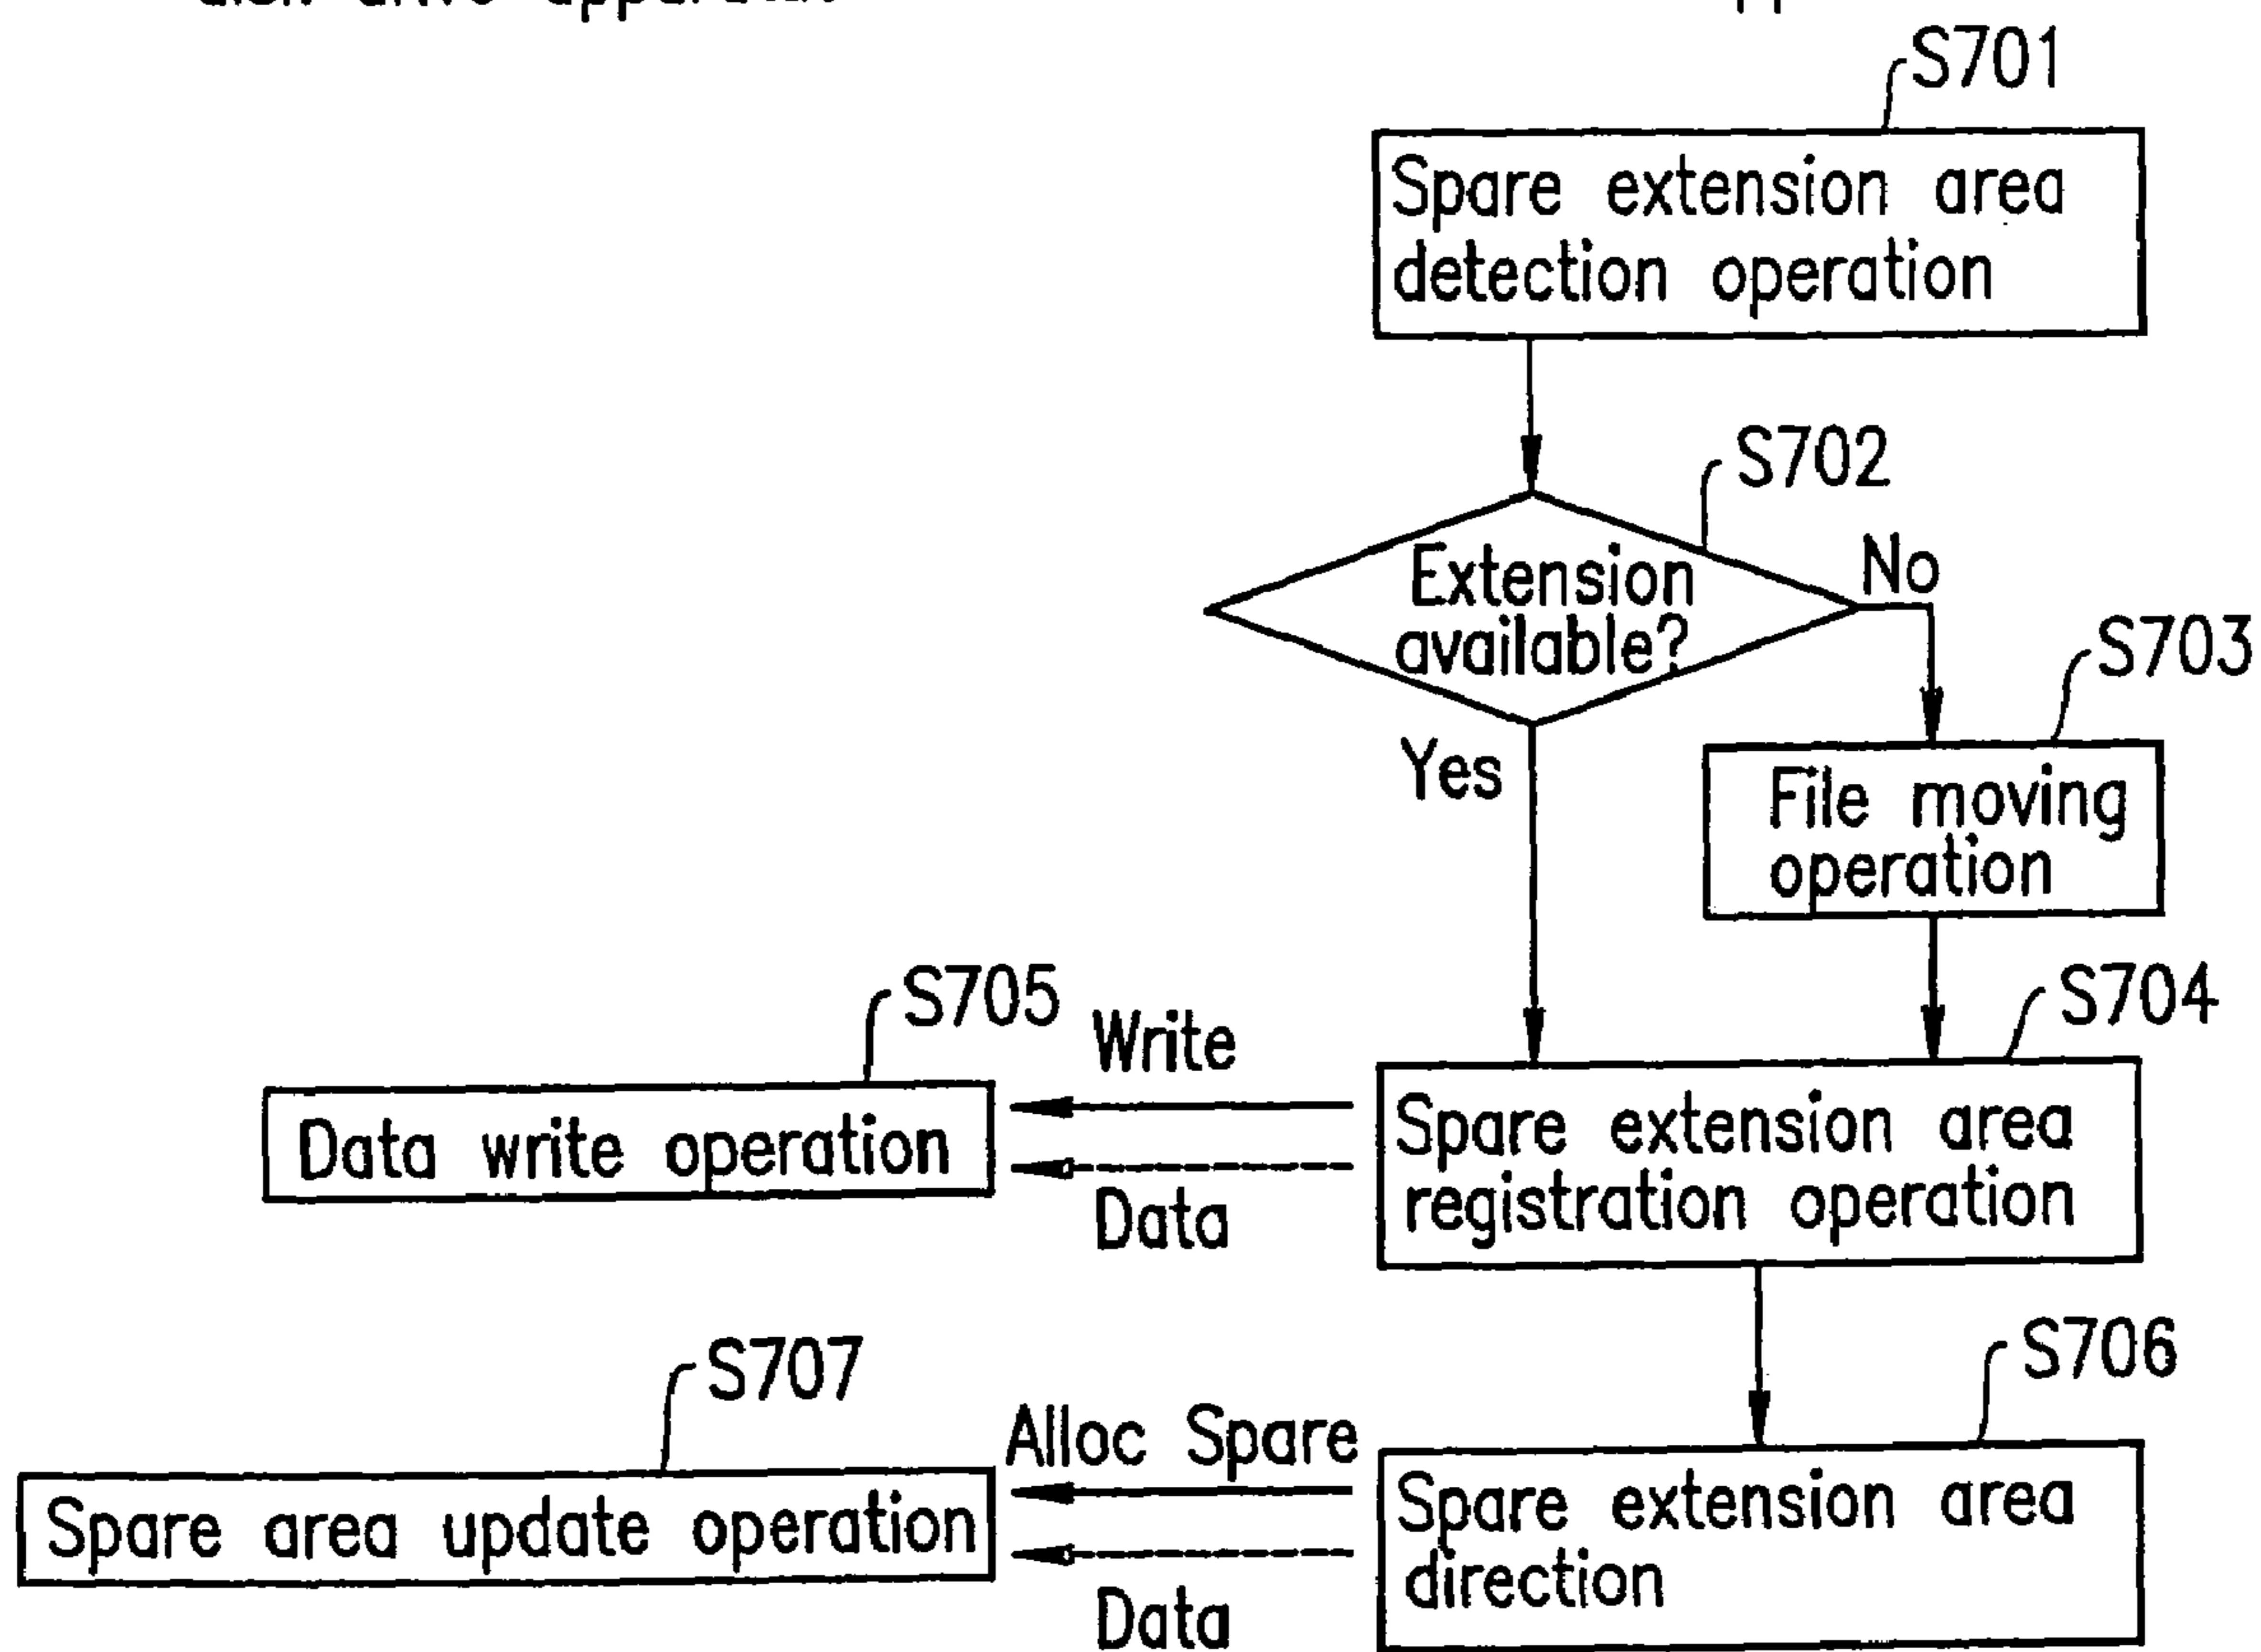 S701
Spare extension area
detection operation
S702
Extension
available?
No
Yes
S703
File moving
operation
S704
Spare extension area
registration operation
Write
Data
S705
Data write operation
S706
Spare extension area
direction
Alloc Spare
Data
S707
Spare area update operation